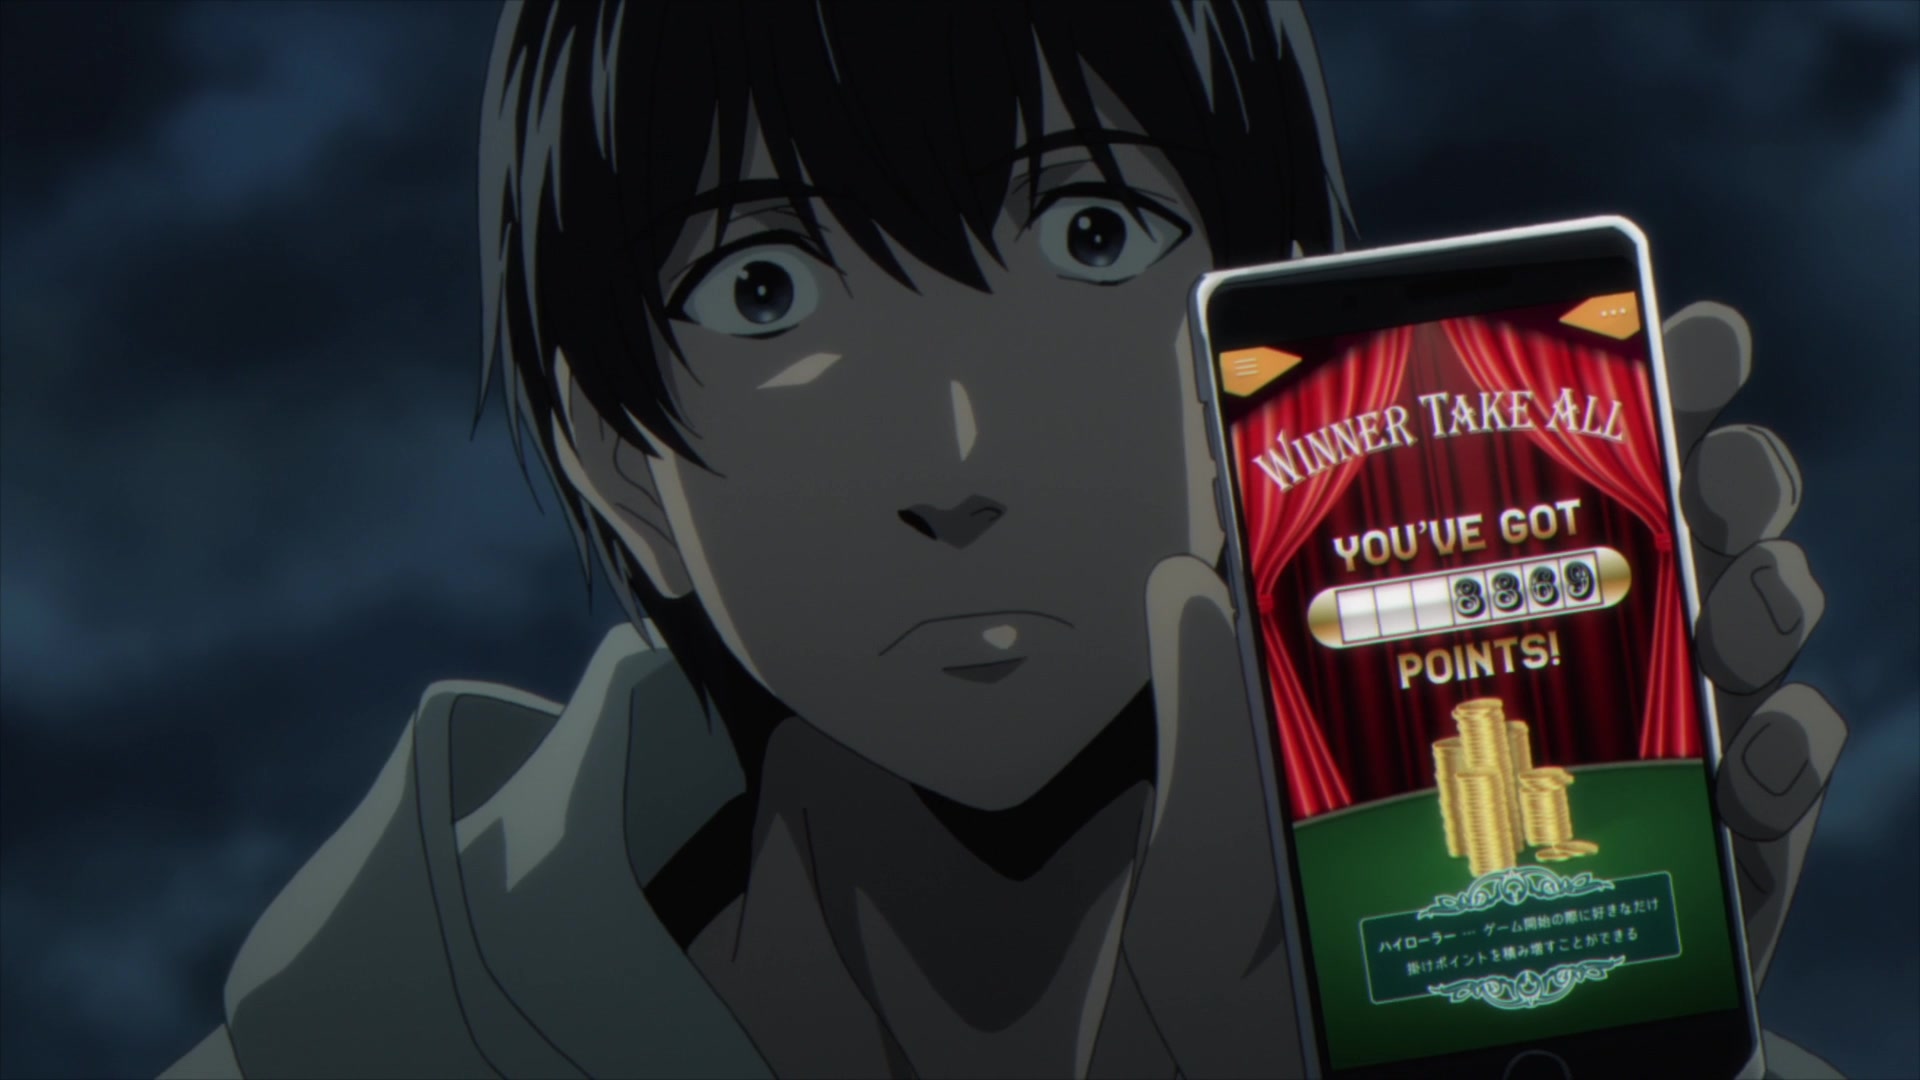 WINNER TAKE ALL
YOU'VE GOT
8869
POINTS!
ハイローラー … ゲーム開始の際に好きなだけ
掛けポイントを積み増すことができる